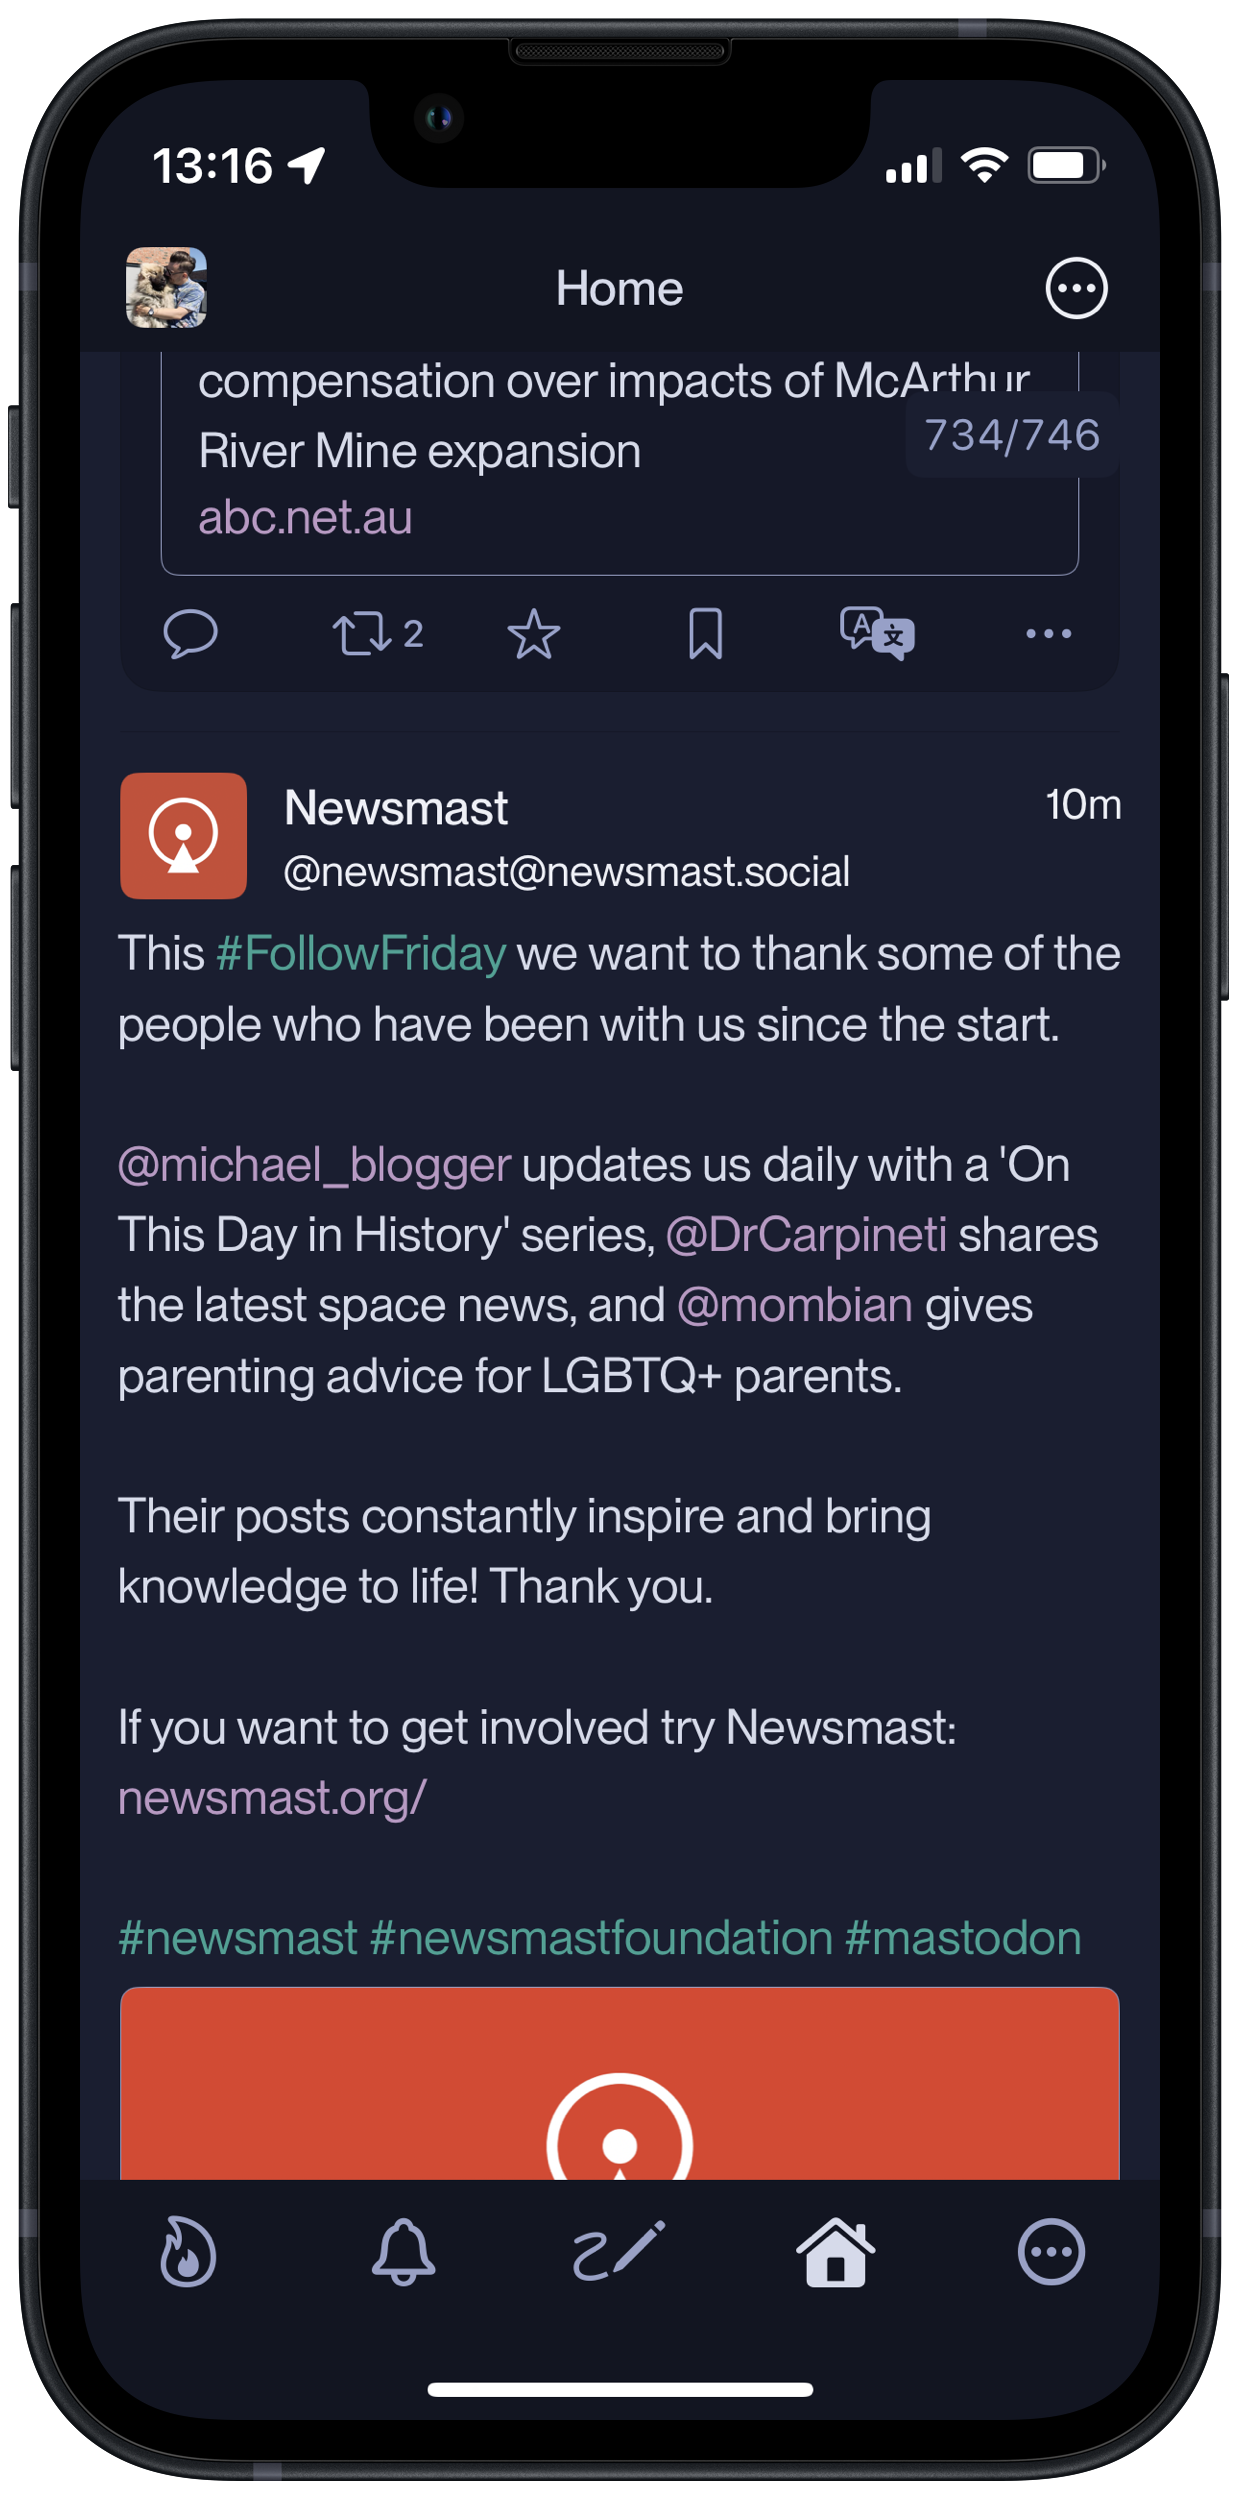 13:16
Home
compensation over impacts of McArthur
734/746
River Mine expansion
abc.net.au
2
Newsmast
10m
@newsmast@newsmast.social
This #FollowFriday we want to thank some of the
people who have been with us since the start.
@michael_blogger updates us daily with a 'On
This Day in History' series, @DrCarpineti shares
the latest space news, and @mombian gives
parenting advice for LGBTQ+ parents.
Their posts constantly inspire and bring
knowledge to life! Thank you.
If you want to get involved try Newsmast:
newsmast.org/
#newsmast #newsmastfoundation #mastodon